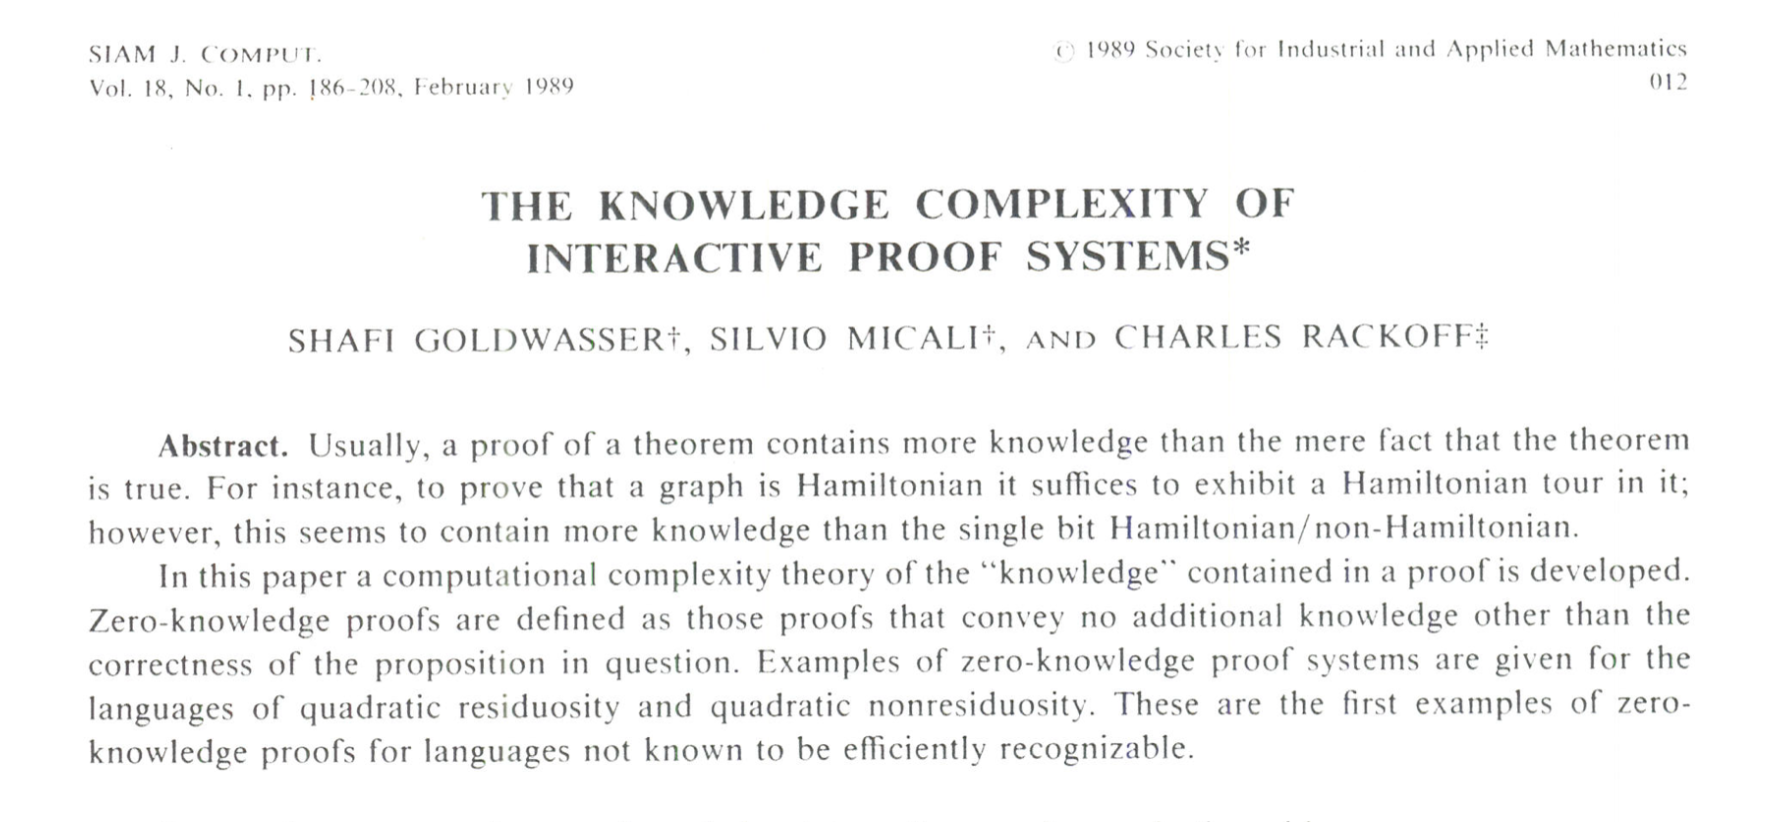 SIAM J. COMPUT.
Vol. 18, No. 1, pp. 186-208, February 1989
© 1989 Society for Industrial and Applied Mathematics
012
THE KNOWLEDGE COMPLEXITY OF
INTERACTIVE PROOF SYSTEMS*
SHAFI GOLDWASSER†, SILVIO MICALI†, AND CHARLES RACKOFF‡
Abstract. Usually, a proof of a theorem contains more knowledge than the mere fact that the theorem
is true. For instance, to prove that a graph is Hamiltonian it suffices to exhibit a Hamiltonian tour in it;
however, this seems to contain more knowledge than the single bit Hamiltonian/non-Hamiltonian.
In this paper a computational complexity theory of the “knowledge” contained in a proof is developed.
Zero-knowledge proofs are defined as those proofs that convey no additional knowledge other than the
correctness of the proposition in question. Examples of zero-knowledge proof systems are given for the
languages of quadratic residuosity and quadratic nonresiduosity. These are the first examples of zero-
knowledge proofs for languages not known to be efficiently recognizable.